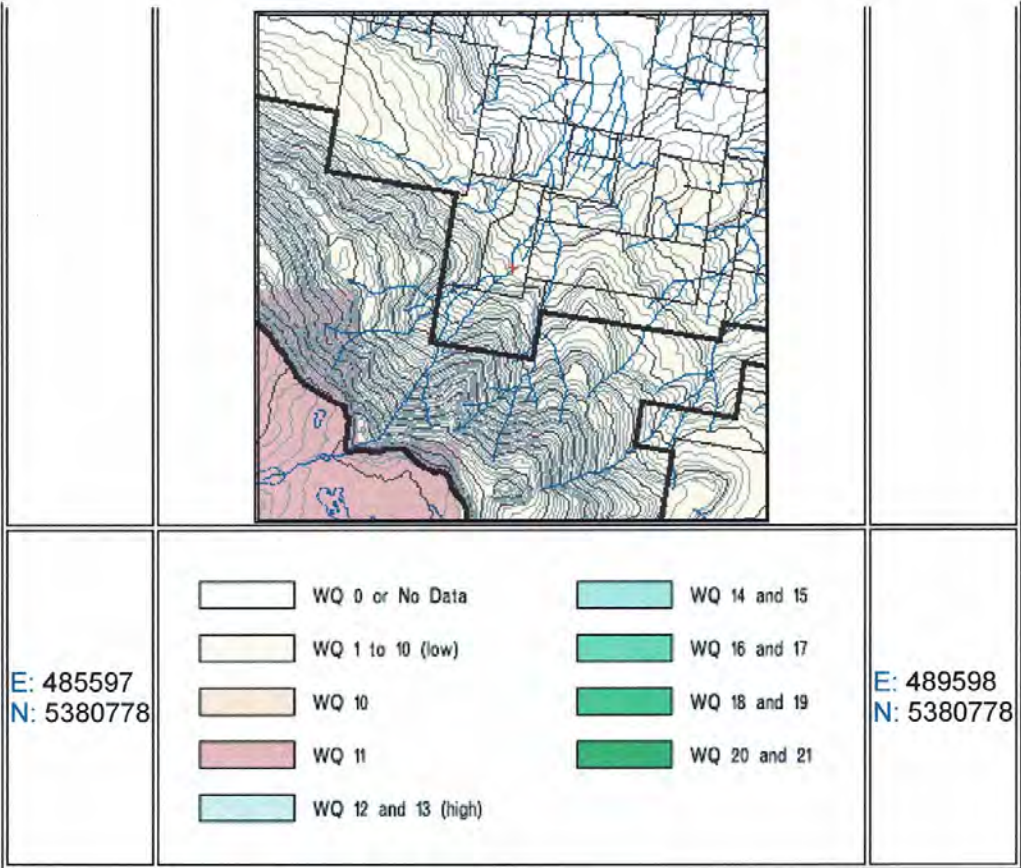 E: 485597
N: 5380778
WQ 0 or No Data
WQ 1 to 10 (low)
WQ 10
WQ 11
WQ 12 and 13 (high)
WQ 14 and 15
WQ 16 and 17
WQ 18 and 19
WQ 20 and 21
E: 489598
N: 5380778